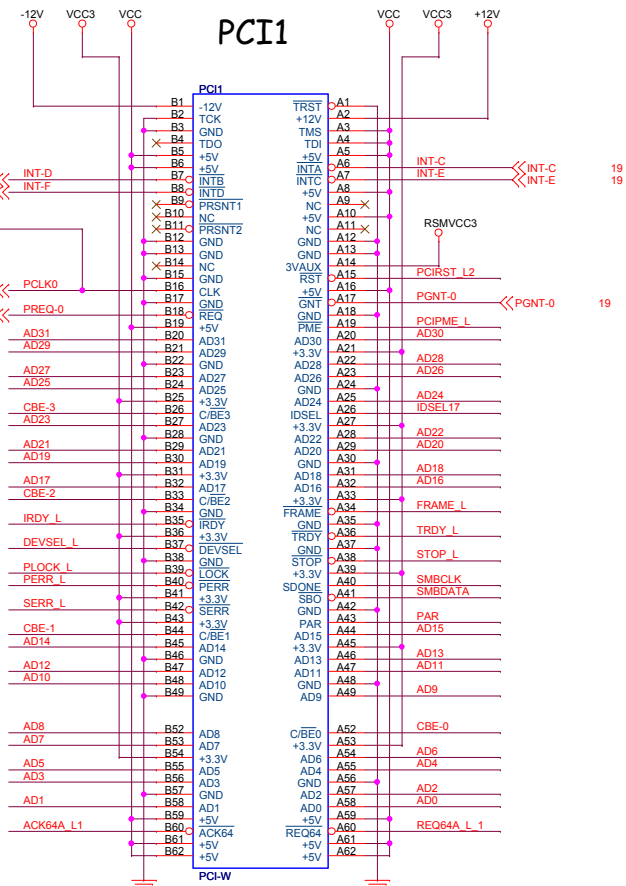 -12V VCC3 VCC PCI1 VCC VCC3 +12V
PCI1
B1 -12V TRST A1
B2 TCK +12V A2
B3 GND TMS A3
B4 TDO TDI A4
B5 +5V +5V A5
B6 +5V INTA A6 INT-C INT-C 19
INT-D B7 INTB INTC A7 INT-E INT-E 19
INT-F B8 INTD +5V A8
B9 PRSNT1 NC A9
B10 NC +5V A10
B11 PRSNT2 NC A11
RSMVCC3
B12 GND GND A12
B13 GND GND A13
B14 NC 3VAUX A14
B15 GND RST A15 PCIRST_L2
PCLK0 B16 CLK +5V A16
B17 GND GNT A17 PGNT-0 PGNT-0 19
PREQ-0 B18 REQ GND A18
B19 +5V PME A19 PCIPME_L
AD31 B20 AD31 AD30 A20 AD30
AD29 B21 AD29 +3.3V A21
B22 GND AD28 A22 AD28
AD27 B23 AD27 AD26 A23 AD26
AD25 B24 AD25 GND A24
B25 +3.3V AD24 A25 AD24
CBE-3 B26 C/BE3 IDSEL A26 IDSEL17
AD23 B27 AD23 +3.3V A27
B28 GND AD22 A28 AD22
AD21 B29 AD21 AD20 A29 AD20
AD19 B30 AD19 GND A30
B31 +3.3V AD18 A31 AD18
AD17 B32 AD17 AD16 A32 AD16
CBE-2 B33 C/BE2 +3.3V A33
B34 GND FRAME A34 FRAME_L
IRDY_L B35 IRDY GND A35
B36 +3.3V TRDY A36 TRDY_L
DEVSEL_L B37 DEVSEL GND A37
B38 GND STOP A38 STOP_L
PLOCK_L B39 LOCK +3.3V A39
PERR_L B40 PERR SDONE A40 SMBCLK
B41 +3.3V SBO A41 SMBDATA
SERR_L B42 SERR GND A42
B43 +3.3V PAR A43 PAR
CBE-1 B44 C/BE1 AD15 A44 AD15
AD14 B45 AD14 +3.3V A45
B46 GND AD13 A46 AD13
AD12 B47 AD12 AD11 A47 AD11
AD10 B48 AD10 GND A48
B49 GND AD9 A49 AD9
AD8 B52 AD8 C/BE0 A52 CBE-0
AD7 B53 AD7 +3.3V A53
B54 +3.3V AD6 A54 AD6
AD5 B55 AD5 AD4 A55 AD4
AD3 B56 AD3 GND A56
B57 GND AD2 A57 AD2
AD1 B58 AD1 AD0 A58 AD0
B59 +5V +5V A59
ACK64A_L1 B60 ACK64 REQ64 A60 REQ64A_L_1
B61 +5V +5V A61
B62 +5V +5V A62
PCI-W